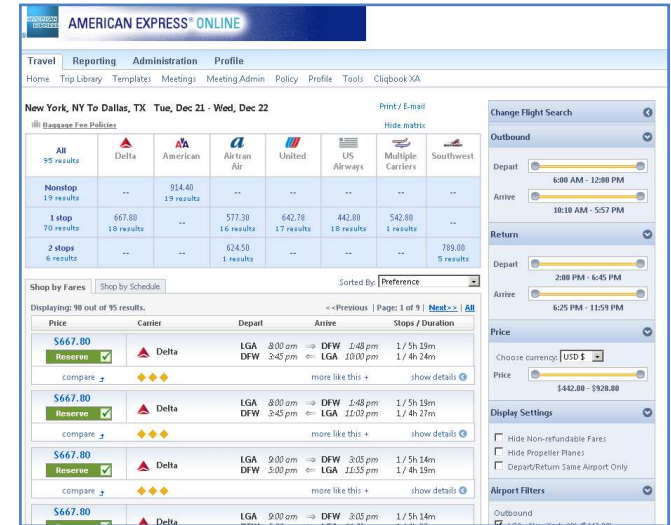 AMERICAN EXPRESS
AMERICAN EXPRESS® ONLINE
Travel Reporting Administration Profile
Home Trip Library Templates Meetings Meeting Admin Policy Profile Tools Cliqbook XA
New York, NY To Dallas, TX Tue, Dec 21 - Wed, Dec 22 Print / E-mail
Baggage Fee Policies Hide matrix
All Delta American Airtran Air United US Airways Multiple Carriers Southwest
95 results
Nonstop -- 914.40 -- -- -- -- --
19 results 19 results
1 stop 667.80 -- 577.30 642.78 442.80 542.80 --
70 results 18 results 16 results 17 results 18 results 1 results
2 stops -- -- 624.50 -- -- -- 789.00
6 results 1 results 5 results
Shop by Fares Shop by Schedule Sorted By: Preference
Displaying: 90 out of 95 results. <<Previous | Page: 1 of 9 | Next>> | All
Price Carrier Depart Arrive Stops / Duration
$667.80
Reserve Delta
LGA 8:00 am ⇒ DFW 1:48 pm 1 / 5h 14m
DFW 3:45 pm ⇐ LGA 10:00 pm 1 / 4h 24m
compare more like this + show details
$667.80
Reserve Delta
LGA 8:00 am ⇒ DFW 1:48 pm 1 / 5h 14m
DFW 3:45 pm ⇐ LGA 11:03 pm 1 / 4h 27m
compare more like this + show details
$667.80
Reserve Delta
LGA 9:00 am ⇒ DFW 3:05 pm 1 / 5h 14m
DFW 5:00 pm ⇐ LGA 11:55 pm 1 / 4h 19m
compare more like this + show details
$667.80
Delta
LGA 9:00 am ⇒ DFW 3:05 pm 1 / 5h 14m
Change Flight Search
Outbound
Depart
6:00 AM - 12:00 PM
Arrive
10:10 AM - 5:57 PM
Return
Depart
2:00 PM - 6:45 PM
Arrive
6:25 PM - 11:59 PM
Price
Choose currency: USD $
Price
$442.80 - $928.80
Display Settings
Hide Non-refundable Fares
Hide Propeller Planes
Depart/Return Same Airport Only
Airport Filters
Outbound